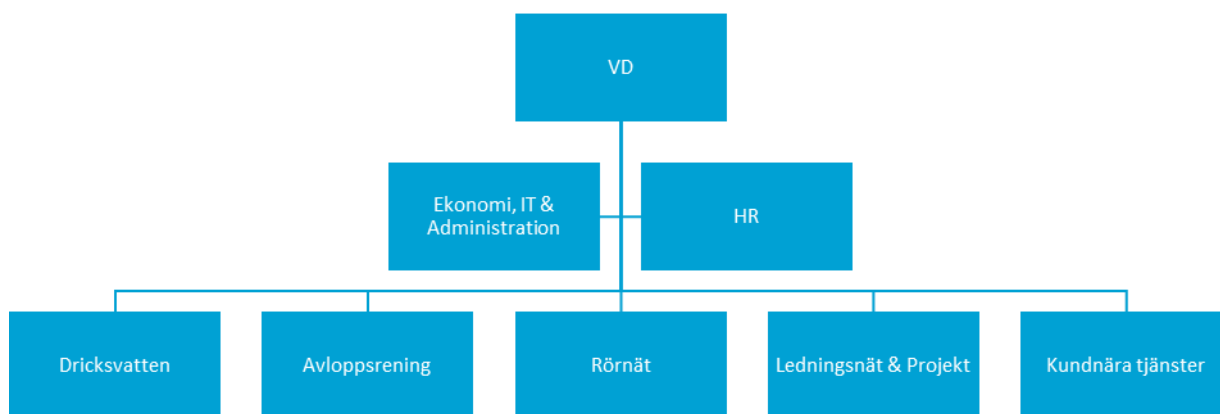 VD
Ekonomi, IT &
Administration
HR
Dricksvatten
Avloppsrening
Rörnät
Ledningsnät & Projekt
Kundnära tjänster